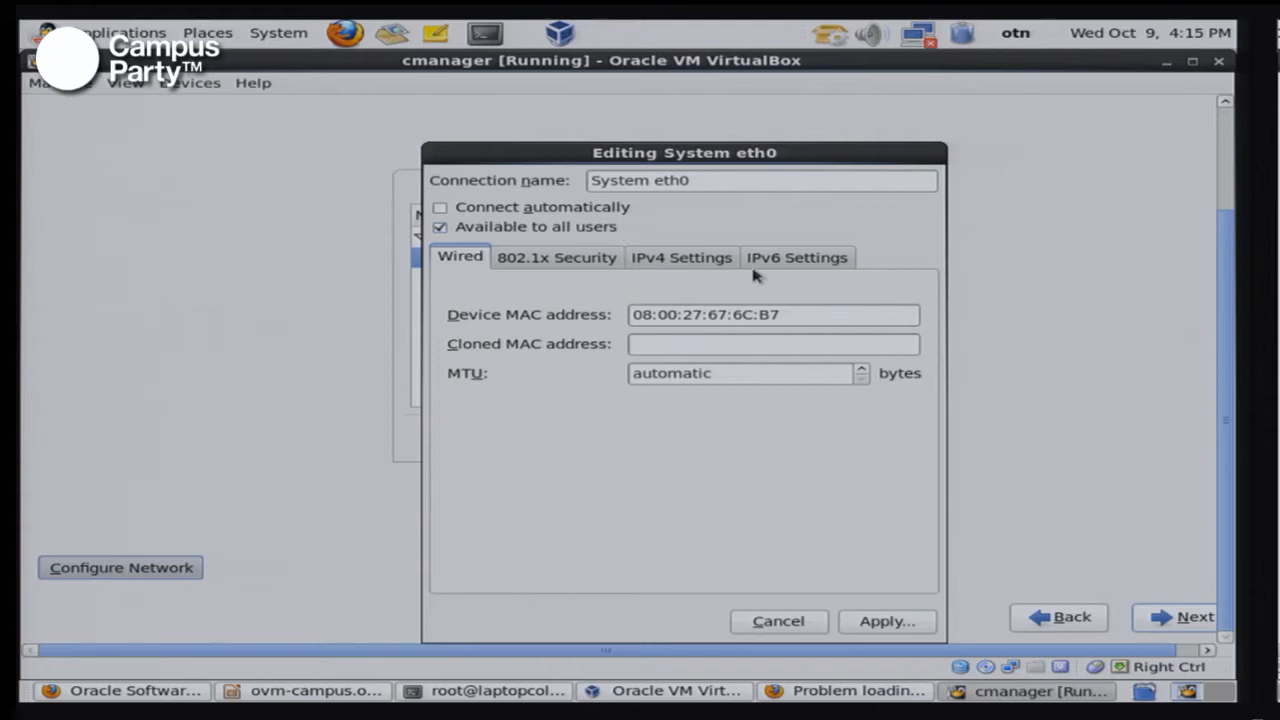 Applications Places System
otn
Wed Oct 9, 4:15 PM
Campus
Party™
cmanager [Running] - Oracle VM VirtualBox
View Devices Help
Editing System eth0
Connection name: System eth0
Connect automatically
Available to all users
Wired
802.1x Security
IPv4 Settings
IPv6 Settings
Device MAC address: 08:00:27:67:6C:B7
Cloned MAC address:
MTU: automatic bytes
Configure Network
Cancel
Apply...
Back
Next
Right Ctrl
Oracle Softwar...
ovm-campus.o...
root@laptopcol...
Oracle VM Virt...
Problem loadin...
cmanager [Run...